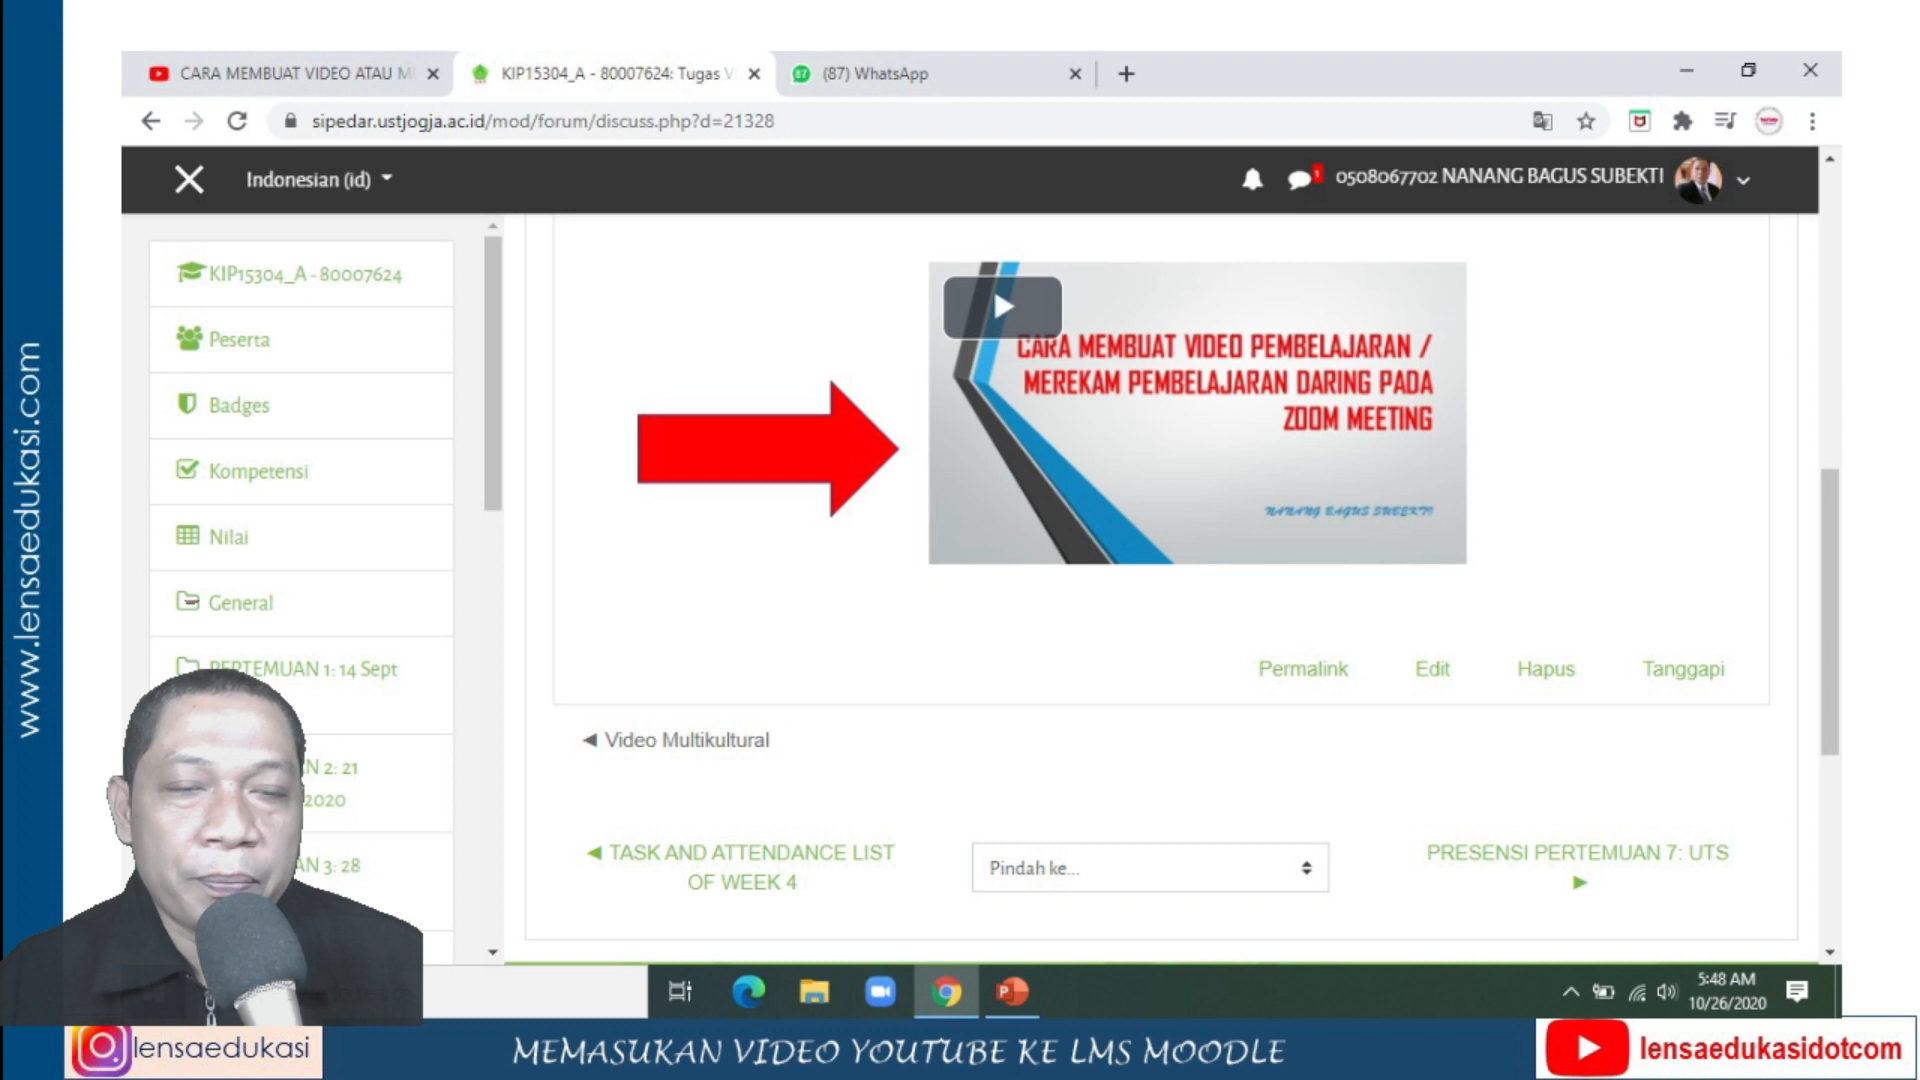 CARA MEMBUAT VIDEO ATAU M
KIP15304_A - 80007624: Tugas V
(87) WhatsApp
sipedar.ustjogja.ac.id/mod/forum/discuss.php?d=21328
Indonesian (id)
1
0508067702 NANANG BAGUS SUBEKTI
KIP15304_A - 80007624
Peserta
Badges
Kompetensi
Nilai
General
PERTEMUAN 1: 14 Sept
N 2: 21
2020
AN 3: 28
CARA MEMBUAT VIDEO PEMBELAJARAN /
MEREKAM PEMBELAJARAN DARING PADA
ZOOM MEETING
NANANG BAGUS SUBEKTI
Permalink
Edit
Hapus
Tanggapi
Video Multikultural
TASK AND ATTENDANCE LIST
OF WEEK 4
Pindah ke...
PRESENSI PERTEMUAN 7: UTS
5:48 AM
10/26/2020
www.lensaedukasi.com
lensaedukasi
MEMASUKAN VIDEO YOUTUBE KE LMS MOODLE
lensaedukasidotcom